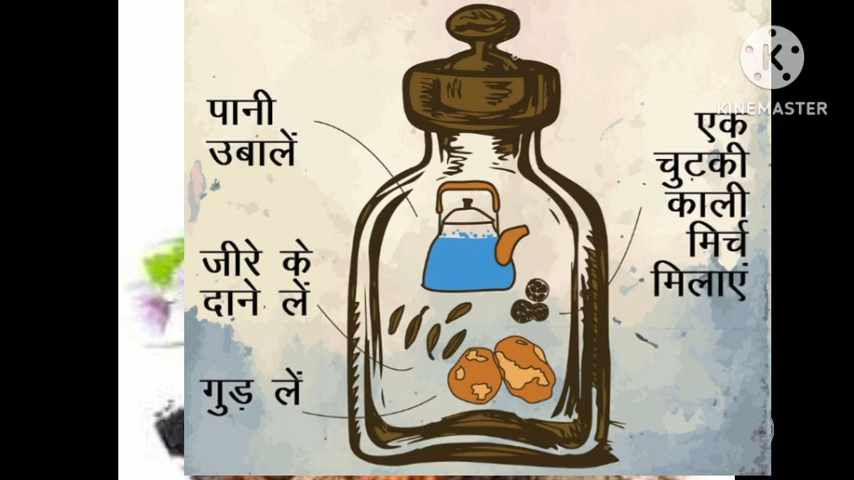 पानी
उबालें
जीरे के
दाने लें
गुड़ लें
एक
चुटकी
काली
मिर्च
मिलाएं
KINEMASTER